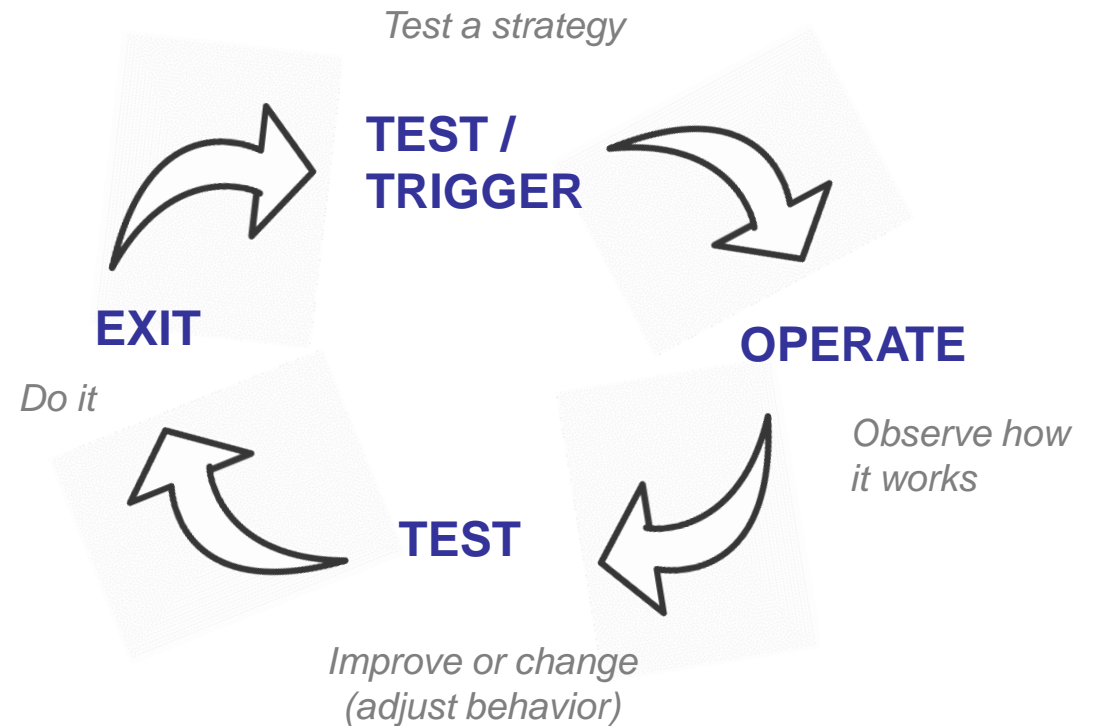 Test a strategy
TEST /
TRIGGER
EXIT
OPERATE
Do it
Observe how
it works
TEST
Improve or change
(adjust behavior)